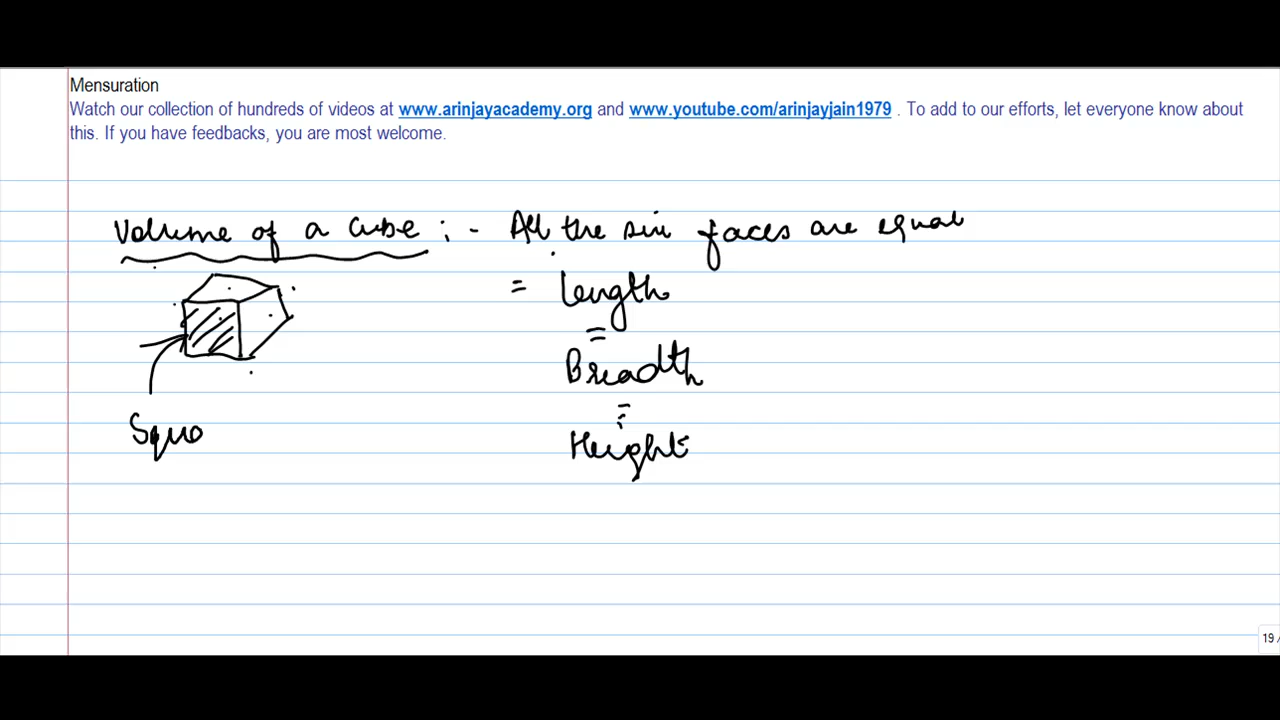 Mensuration
Watch our collection of hundreds of videos at www.arinjayacademy.org and www.youtube.com/arinjayjain1979 . To add to our efforts, let everyone know about
this. If you have feedbacks, you are most welcome.
Volume of a Cube ; - All the six faces are equal
= length
=
Breadth
=
Height
Squa
19